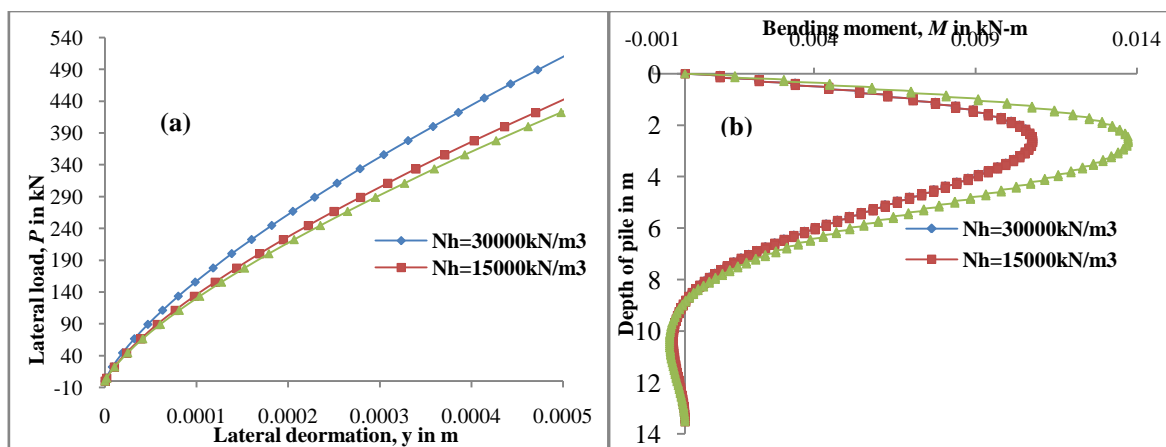 540
490
440
390
340
290
240
190
140
90
40
-10
Lateral load, P in kN
(a)
Nh=30000kN/m3
Nh=15000kN/m3
0 0.0001 0.0002 0.0003 0.0004 0.0005
Lateral deormation, y in m
Bending moment, M in kN-m
-0.001 0.004 0.009 0.014
0
2
4
6
8
10
12
14
Depth of pile in m
(b)
Nh=30000kN/m3
Nh=15000kN/m3